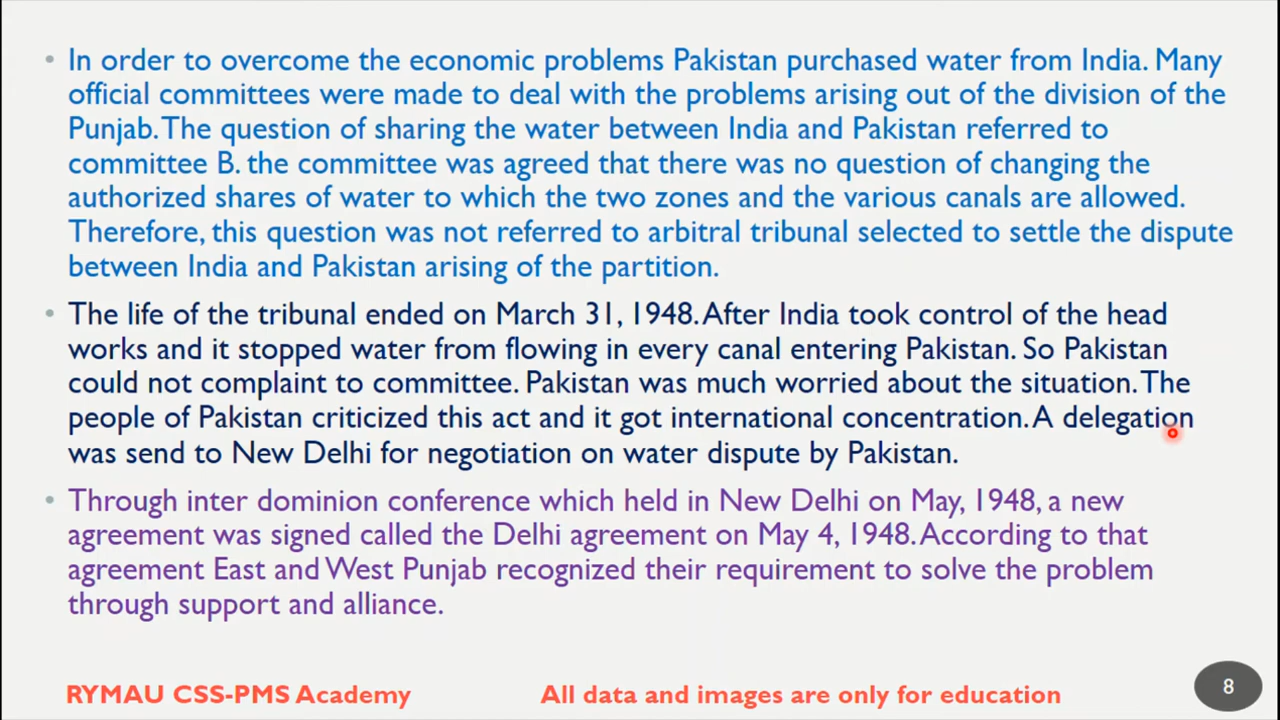 • In order to overcome the economic problems Pakistan purchased water from India. Many
official committees were made to deal with the problems arising out of the division of the
Punjab. The question of sharing the water between India and Pakistan referred to
committee B. the committee was agreed that there was no question of changing the
authorized shares of water to which the two zones and the various canals are allowed.
Therefore, this question was not referred to arbitral tribunal selected to settle the dispute
between India and Pakistan arising of the partition.
• The life of the tribunal ended on March 31, 1948. After India took control of the head
works and it stopped water from flowing in every canal entering Pakistan. So Pakistan
could not complaint to committee. Pakistan was much worried about the situation. The
people of Pakistan criticized this act and it got international concentration. A delegation
was send to New Delhi for negotiation on water dispute by Pakistan.
• Through inter dominion conference which held in New Delhi on May, 1948, a new
agreement was signed called the Delhi agreement on May 4, 1948. According to that
agreement East and West Punjab recognized their requirement to solve the problem
through support and alliance.
RYMAU CSS-PMS Academy
All data and images are only for education
8